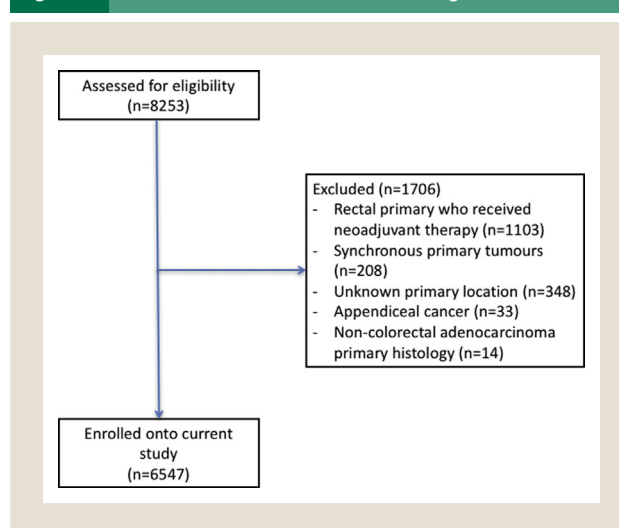 Assessed for eligibility
(n=8253)
Excluded (n=1706)
- Rectal primary who received
neoadjuvant therapy (n=1103)
- Synchronous primary tumours
(n=208)
- Unknown primary location (n=348)
- Appendiceal cancer (n=33)
- Non-colorectal adenocarcinoma
primary histology (n=14)
Enrolled onto current
study
(n=6547)